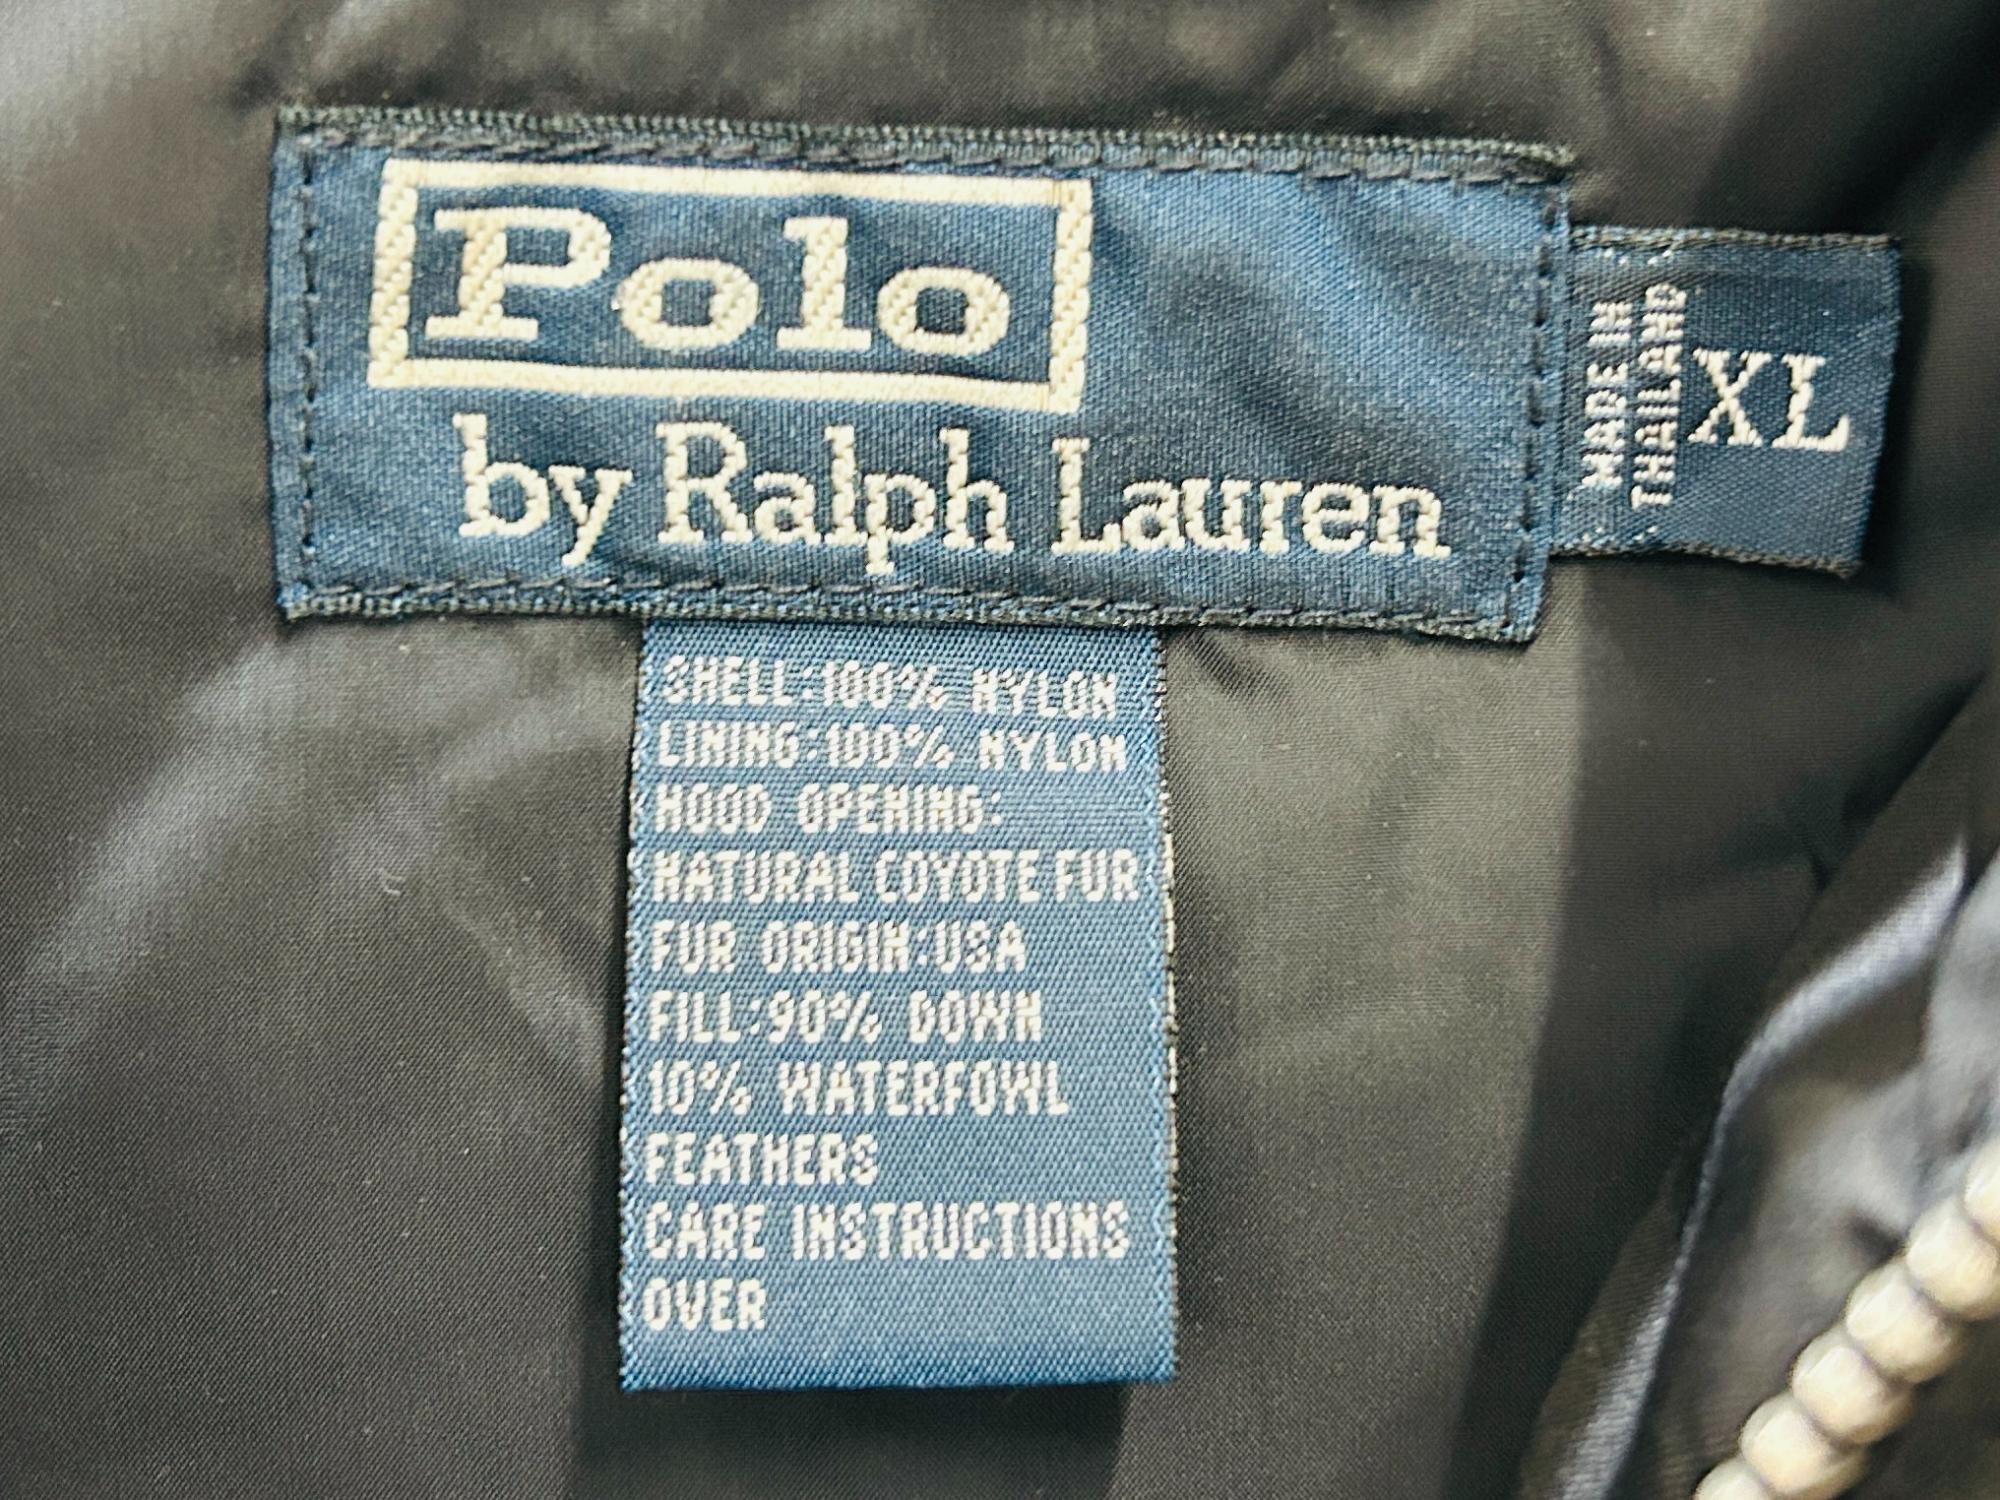 Polo
by Ralph Lauren
MADE IN
THAILAND
XL
SHELL:100% NYLON
LINING:100% NYLON
HOOD OPENING:
NATURAL COYOTE FUR
FUR ORIGIN:USA
FILL:90% DOWN
10% WATERFOWL
FEATHERS
CARE INSTRUCTIONS
OVER